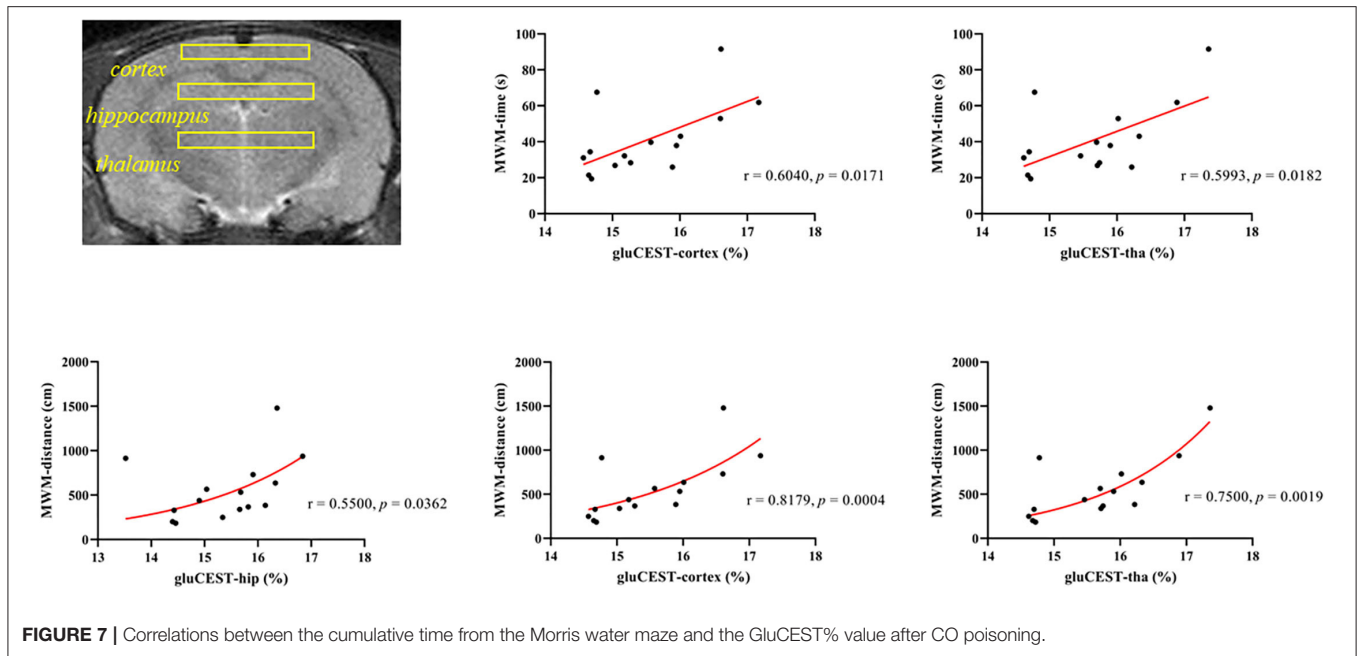 cortex
hippocampus
thalamus
MWM-time (s)
100
80
60
40
20
0
r = 0.6040, p = 0.0171
14 15 16 17 18
gluCEST-cortex (%)
MWM-time (s)
100
80
60
40
20
0
r = 0.5993, p = 0.0182
14 15 16 17 18
gluCEST-tha (%)
MWM-distance (cm)
2000
1500
1000
500
0
r = 0.5500, p = 0.0362
13 14 15 16 17 18
gluCEST-hip (%)
MWM-distance (cm)
2000
1500
1000
500
0
r = 0.8179, p = 0.0004
14 15 16 17 18
gluCEST-cortex (%)
MWM-distance (cm)
2000
1500
1000
500
0
r = 0.7500, p = 0.0019
14 15 16 17 18
gluCEST-tha (%)
FIGURE 7 | Correlations between the cumulative time from the Morris water maze and the GluCEST% value after CO poisoning.